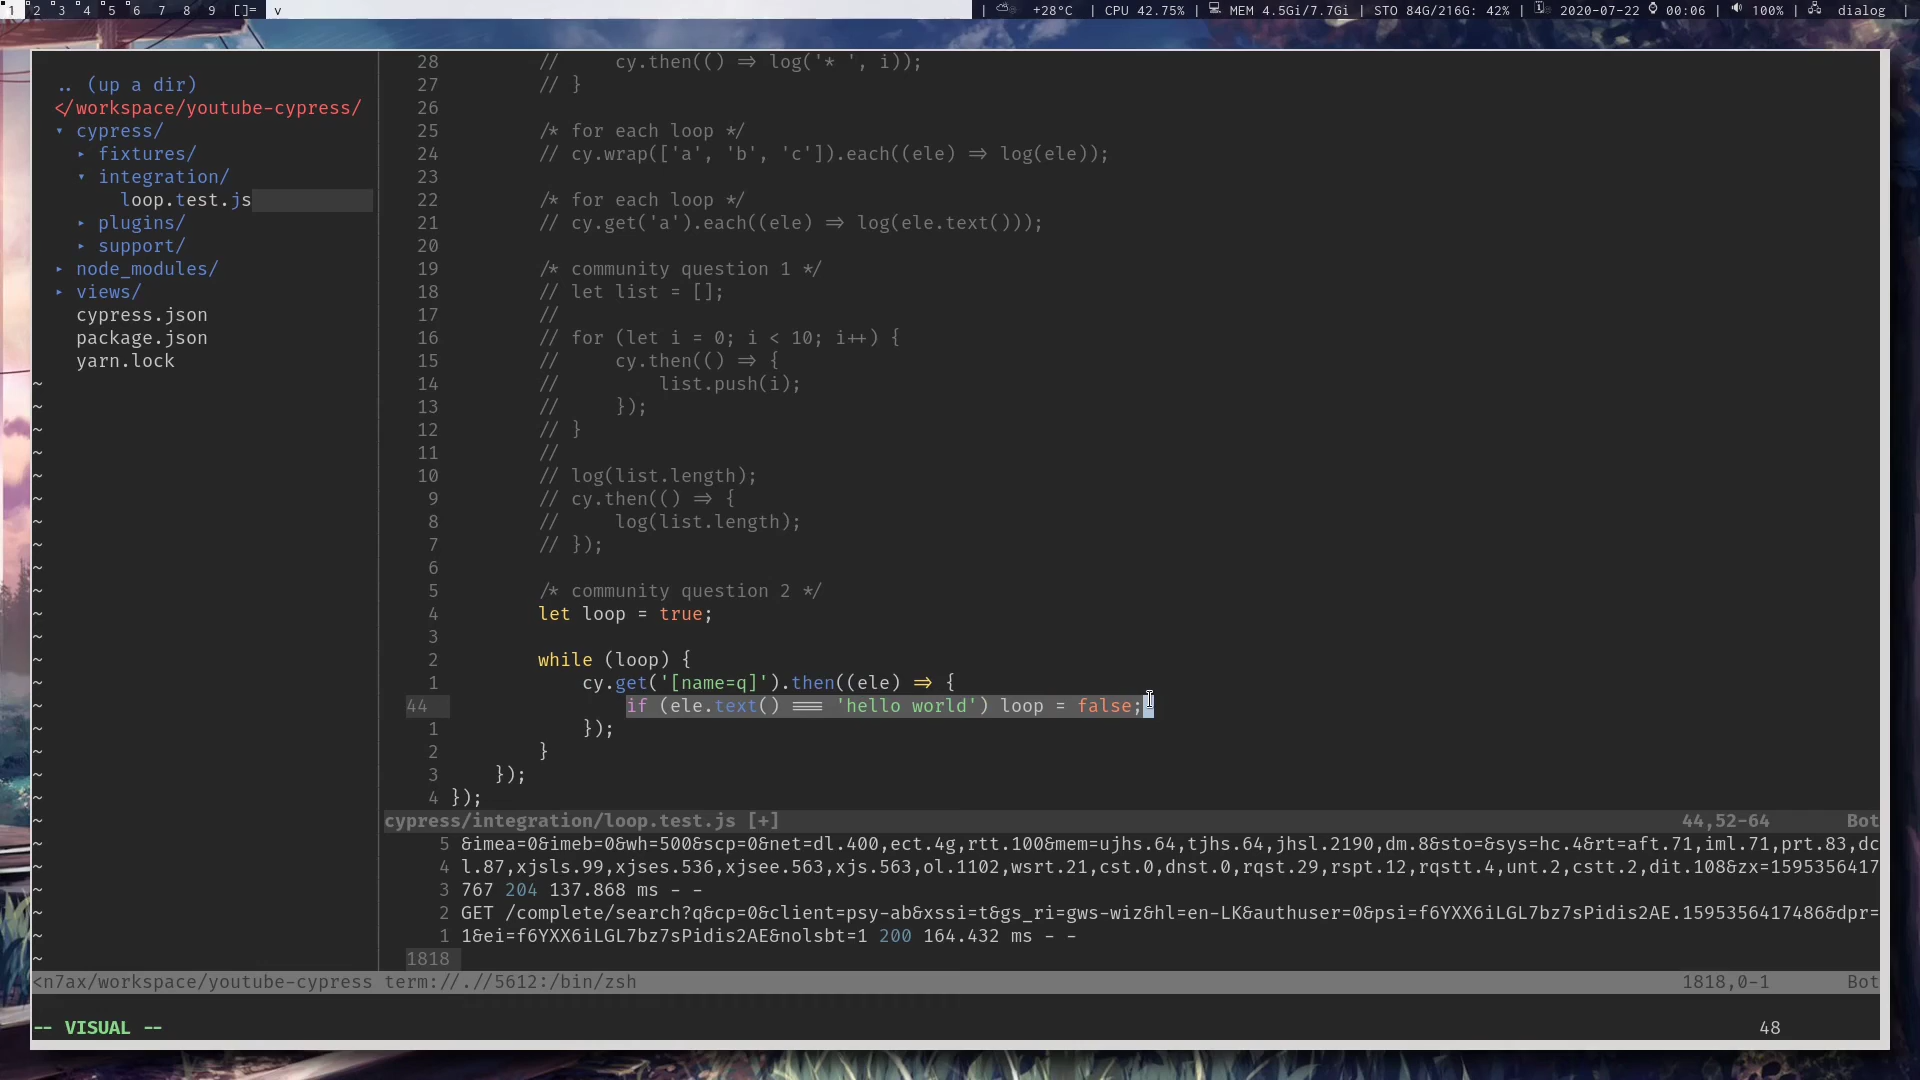 1 2 3 4 5 6 7 8 9 []= v | +28°C | CPU 42.75% | MEM 4.5Gi/7.7Gi | STO 84G/216G: 42% | 2020-07-22 00:06 | 100% | dialog |
.. (up a dir)
</workspace/youtube-cypress/
▾ cypress/
▸ fixtures/
▾ integration/
loop.test.js
▸ plugins/
▸ support/
▸ node_modules/
▸ views/
cypress.json
package.json
yarn.lock
28 // cy.then(() => log('* ', i));
27 // }
26
25 /* for each loop */
24 // cy.wrap(['a', 'b', 'c']).each((ele) => log(ele));
23
22 /* for each loop */
21 // cy.get('a').each((ele) => log(ele.text()));
20
19 /* community question 1 */
18 // let list = [];
17 //
16 // for (let i = 0; i < 10; i++) {
15 // cy.then(() => {
14 // list.push(i);
13 // });
12 // }
11 //
10 // log(list.length);
9 // cy.then(() => {
8 // log(list.length);
7 // });
6
5 /* community question 2 */
4 let loop = true;
3
2 while (loop) {
1 cy.get('[name=q]').then((ele) => {
44 if (ele.text() === 'hello world') loop = false;
1 });
2 }
3 });
4 });
cypress/integration/loop.test.js [+] 44,52-64 Bot
5 &imea=0&imeb=0&wh=500&scp=0&net=dl.400,ect.4g,rtt.100&mem=ujhs.64,tjhs.64,jhsl.2190,dm.8&sto=&sys=hc.4&rt=aft.71,iml.71,prt.83,dc
4 l.87,xjsls.99,xjses.536,xjsee.563,xjs.563,ol.1102,wsrt.21,cst.0,dnst.0,rqst.29,rspt.12,rqstt.4,unt.2,cstt.2,dit.108&zx=1595356417
3 767 204 137.868 ms - -
2 GET /complete/search?q&cp=0&client=psy-ab&xssi=t&gs_ri=gws-wiz&hl=en-LK&authuser=0&psi=f6YXX6iLGL7bz7sPidis2AE.1595356417486&dpr=
1 1&ei=f6YXX6iLGL7bz7sPidis2AE&nolsbt=1 200 164.432 ms - -
1818
<n7ax/workspace/youtube-cypress term://.//5612:/bin/zsh 1818,0-1 Bot
-- VISUAL -- 48